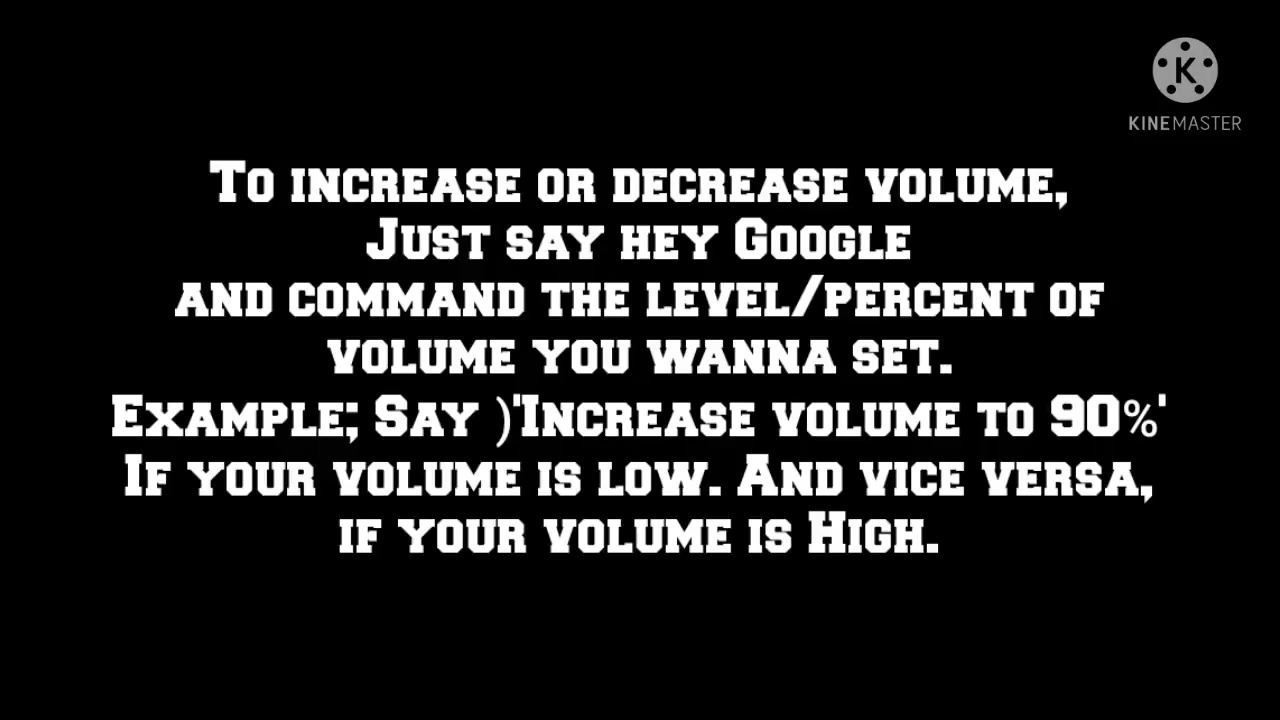 K
KINEMASTER
To increase or decrease volume,
Just say hey Google
and command the level/percent of
volume you wanna set.
Example; Say )'Increase volume to 90%'
If your volume is low. And vice versa,
if your volume is High.